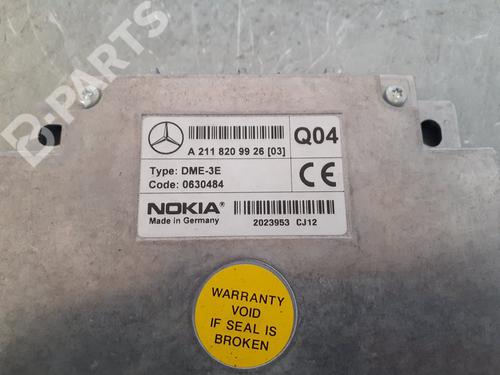 B-PARTS
A 211 820 99 26 [03]
Q04
Type: DME-3E
Code: 0630484
CE
NOKIA
Made in Germany
2023953 CJ12
WARRANTY
VOID
IF SEAL IS
BROKEN